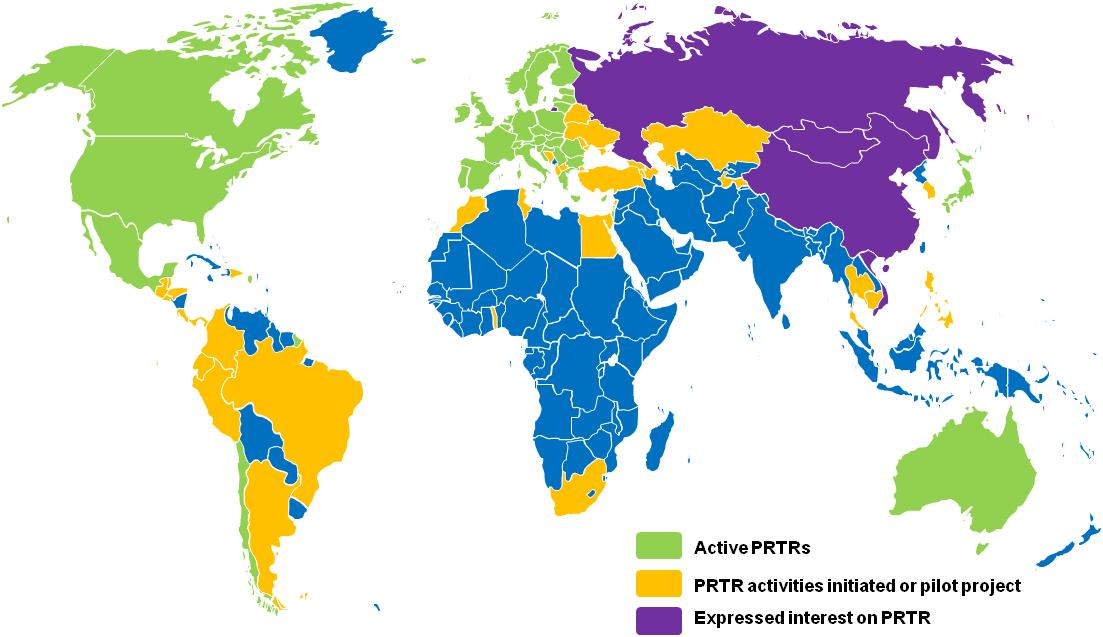 Active PRTRs
PRTR activities initiated or pilot project
Expressed interest on PRTR